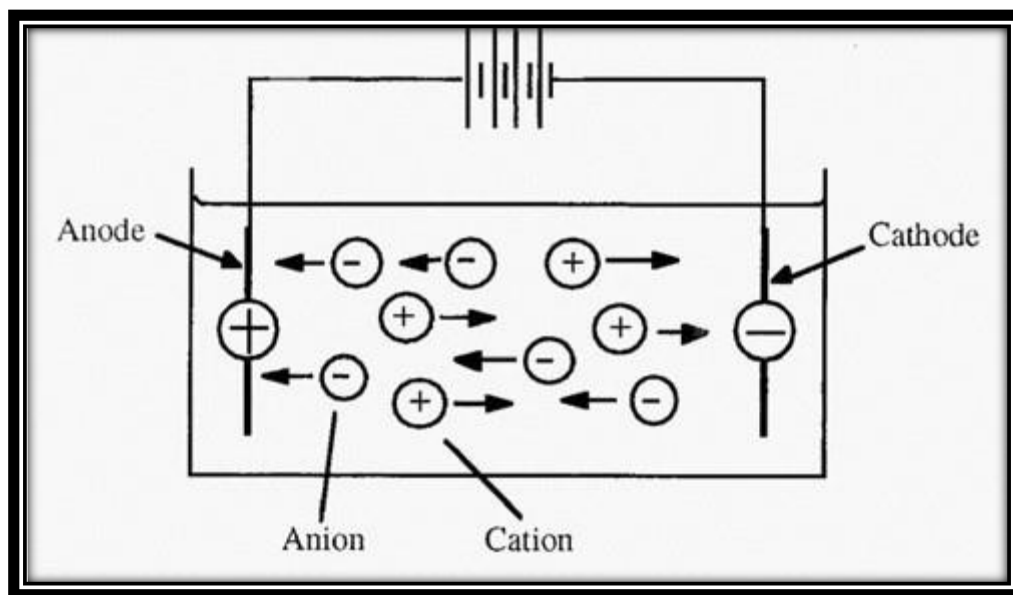 Anode
Cathode
+
-
-
+
+
+
-
-
-
+
-
Anion
Cation